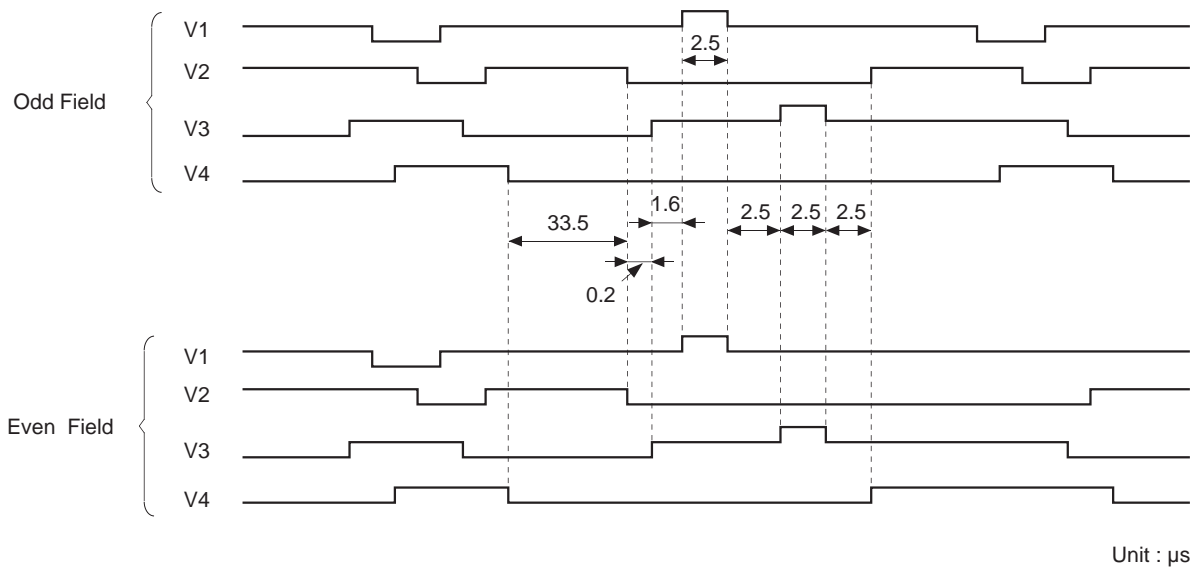 Odd Field
V1
2.5
V2
V3
V4
1.6
33.5
2.5 2.5 2.5
0.2
Even Field
V1
V2
V3
V4
Unit : μs